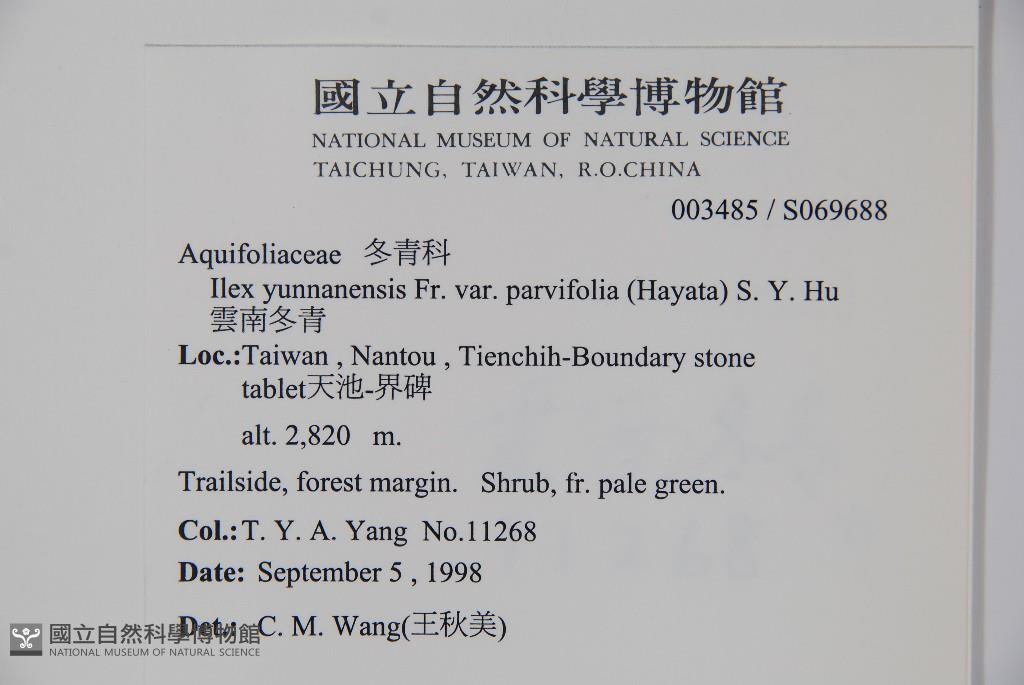 國立自然科學博物館
NATIONAL MUSEUM OF NATURAL SCIENCE
TAICHUNG, TAIWAN, R.O.CHINA
003485 / S069688
Aquifoliaceae 冬青科
Ilex yunnanensis Fr. var. parvifolia (Hayata) S. Y. Hu
雲南冬青
Loc.:Taiwan , Nantou , Tienchih-Boundary stone
tablet天池-界碑
alt. 2,820 m.
Trailside, forest margin. Shrub, fr. pale green.
Col.:T. Y. A. Yang No.11268
Date: September 5 , 1998
Det.: C. M. Wang(王秋美)
國立自然科學博物館
NATIONAL MUSEUM OF NATURAL SCIENCE